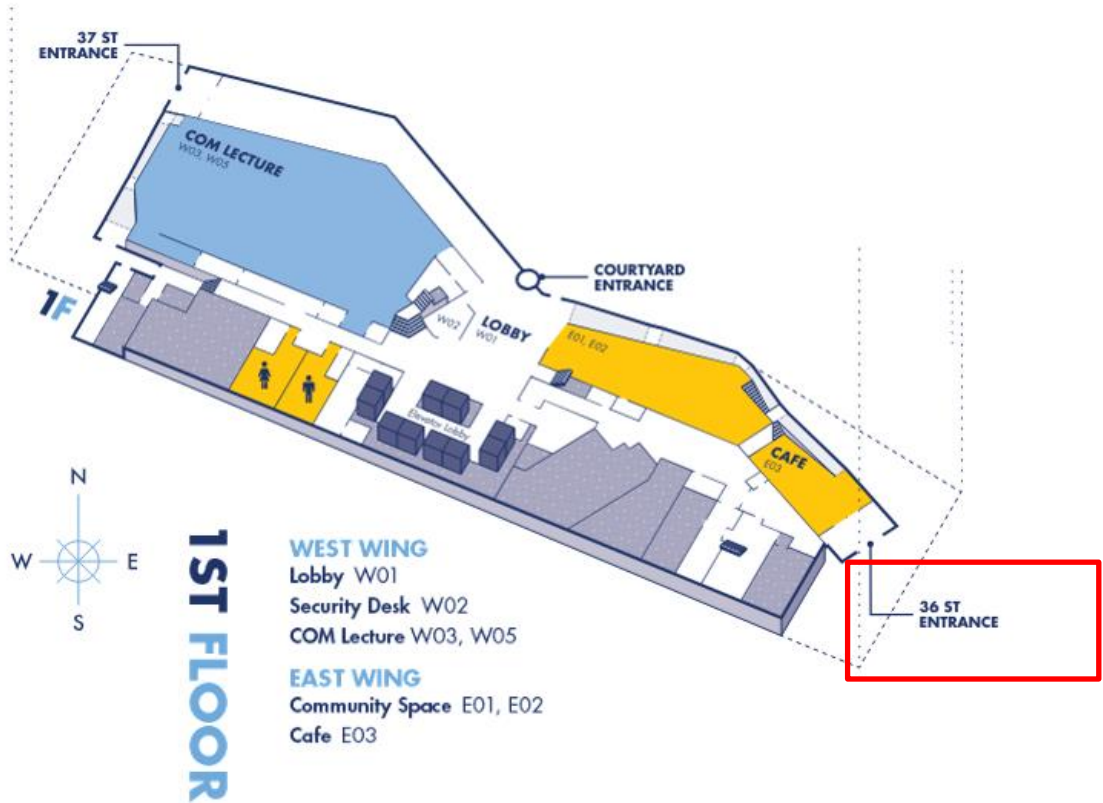 37 ST
ENTRANCE
COM LECTURE
W03, W05
COURTYARD
ENTRANCE
1F
W02
LOBBY
W01
E01, E02
Elevator Lobby
CAFE
E03
N
W
E
S
36 ST
ENTRANCE
1ST FLOOR
WEST WING
Lobby W01
Security Desk W02
COM Lecture W03, W05
EAST WING
Community Space E01, E02
Cafe E03